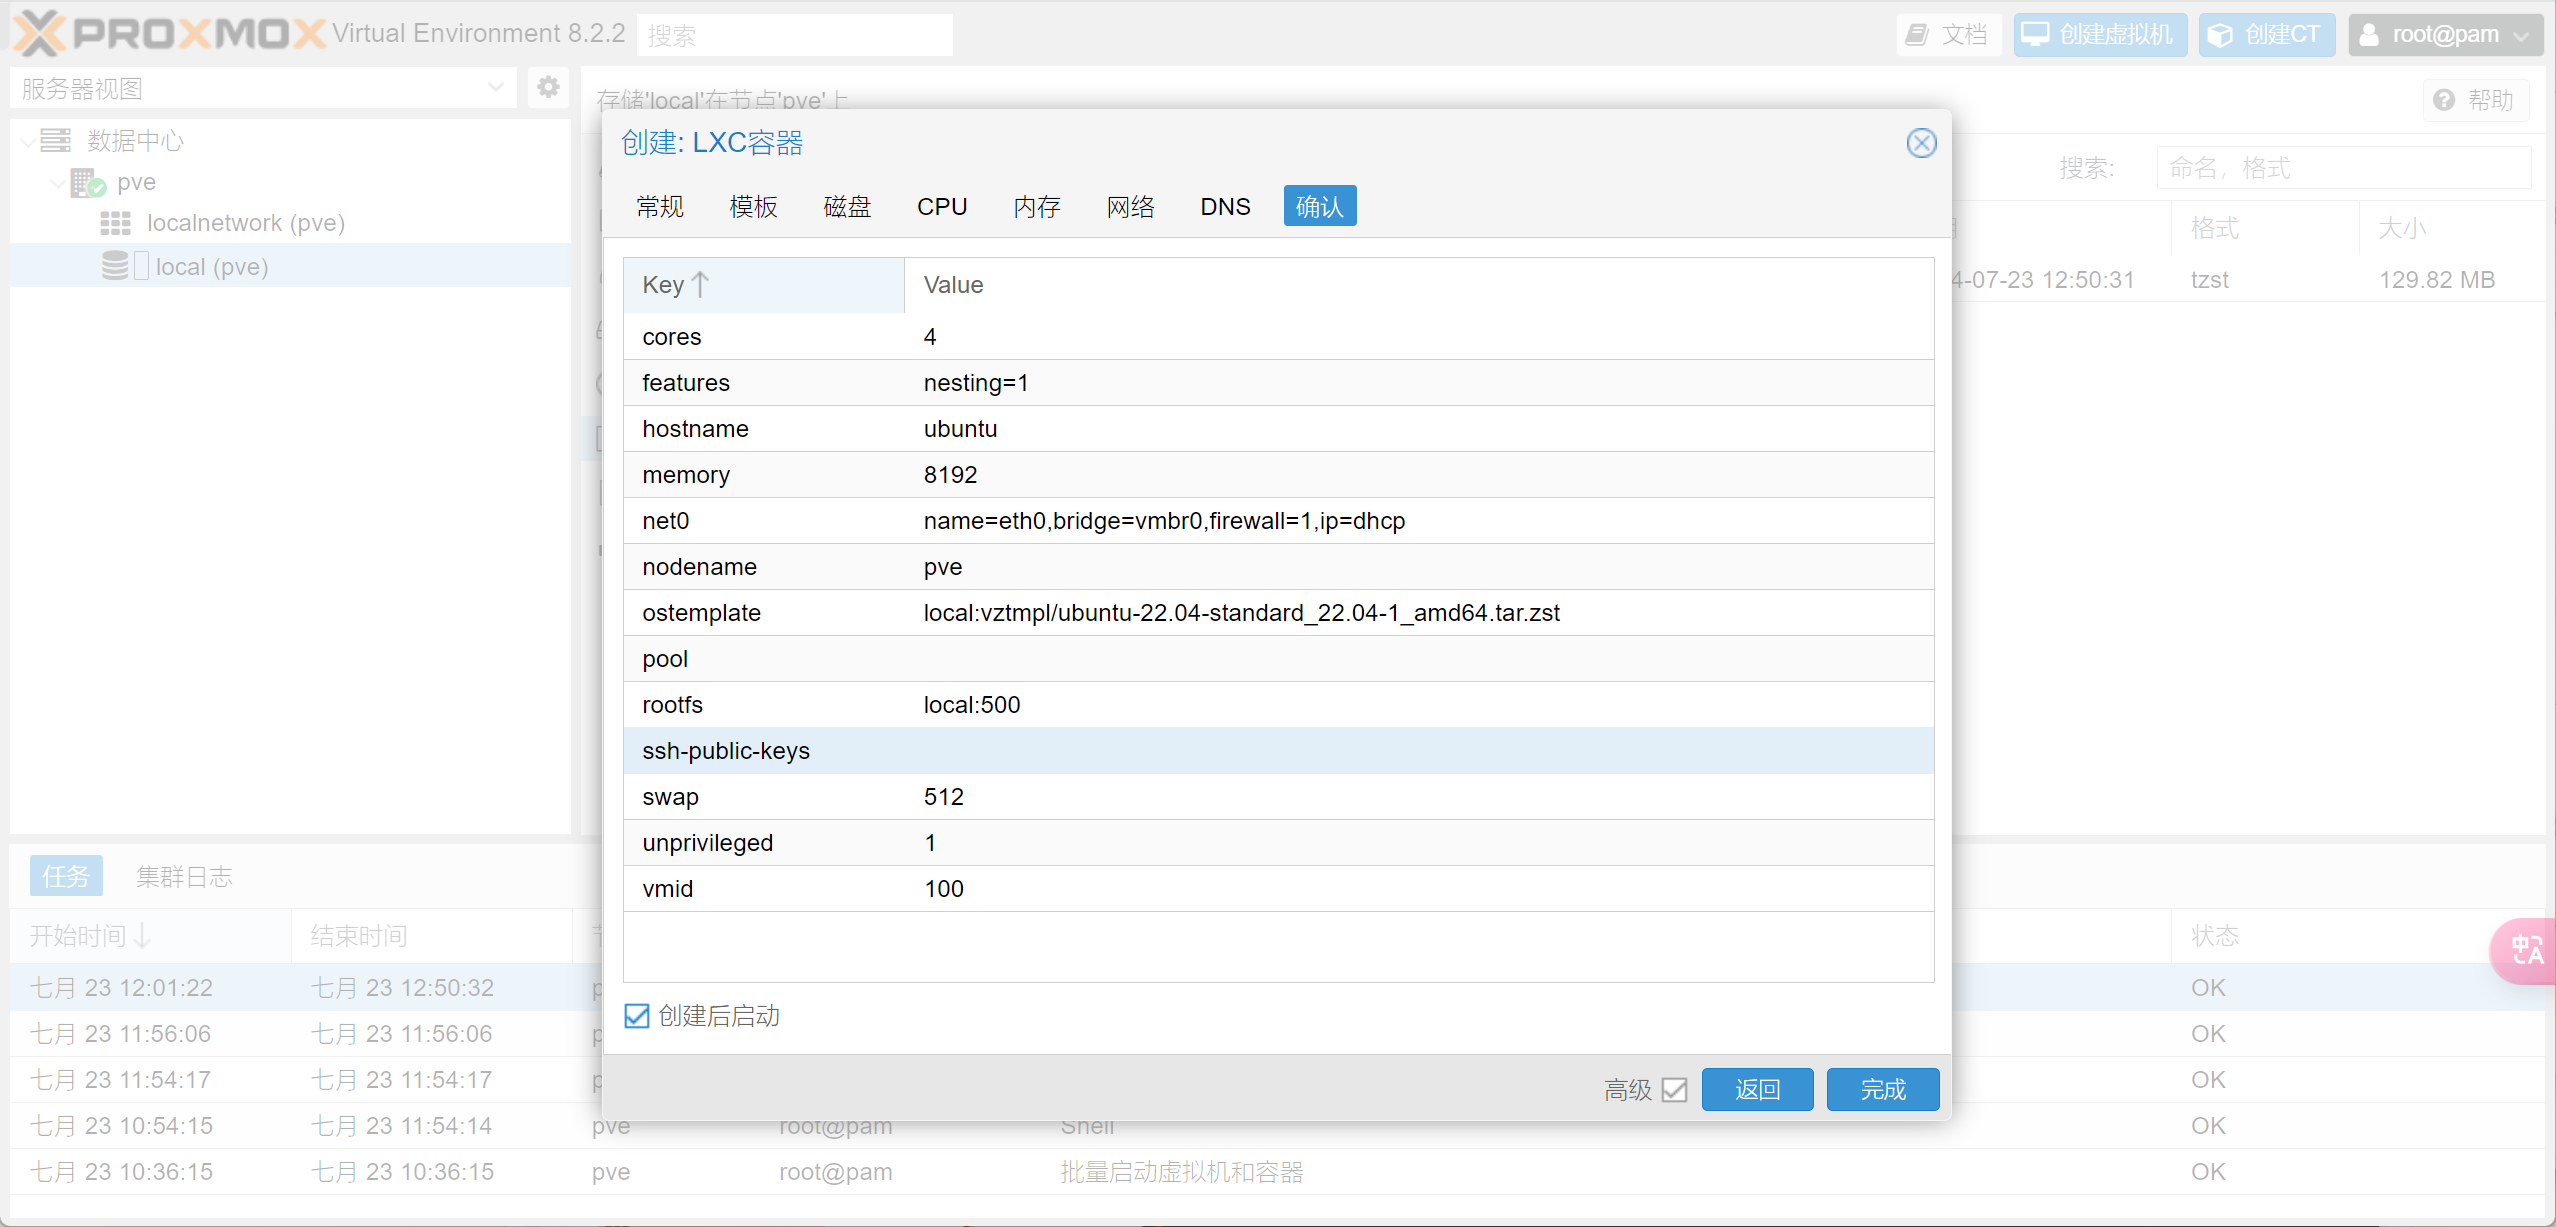 PROXMOX Virtual Environment 8.2.2 搜索 文档 创建虚拟机 创建CT root@pam
服务器视图
存储'local'在节点'pve'上 帮助
数据中心
pve
localnetwork (pve)
local (pve)
搜索: 命名，格式
格式 大小
4-07-23 12:50:31 tzst 129.82 MB
创建: LXC容器
常规 模板 磁盘 CPU 内存 网络 DNS 确认
Key Value
cores 4
features nesting=1
hostname ubuntu
memory 8192
net0 name=eth0,bridge=vmbr0,firewall=1,ip=dhcp
nodename pve
ostemplate local:vztmpl/ubuntu-22.04-standard_22.04-1_amd64.tar.zst
pool
rootfs local:500
ssh-public-keys
swap 512
unprivileged 1
vmid 100
创建后启动
高级 返回 完成
任务 集群日志
开始时间 结束时间 状态
七月 23 12:01:22 七月 23 12:50:32 OK
七月 23 11:56:06 七月 23 11:56:06 OK
七月 23 11:54:17 七月 23 11:54:17 OK
七月 23 10:54:15 七月 23 11:54:14 pve root@pam Shell OK
七月 23 10:36:15 七月 23 10:36:15 pve root@pam 批量启动虚拟机和容器 OK
中A